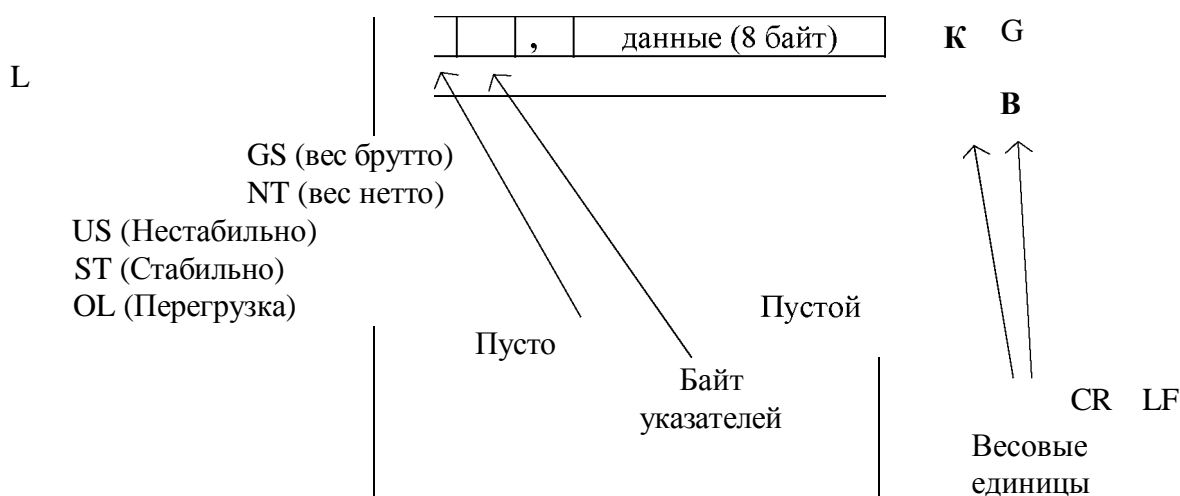 , данные (8 байт) К G
L
В
GS (вес брутто)
NT (вес нетто)
US (Нестабильно)
ST (Стабильно)
OL (Перегрузка)
Пустой
Пусто
Байт
указателей
CR LF
Весовые
единицы